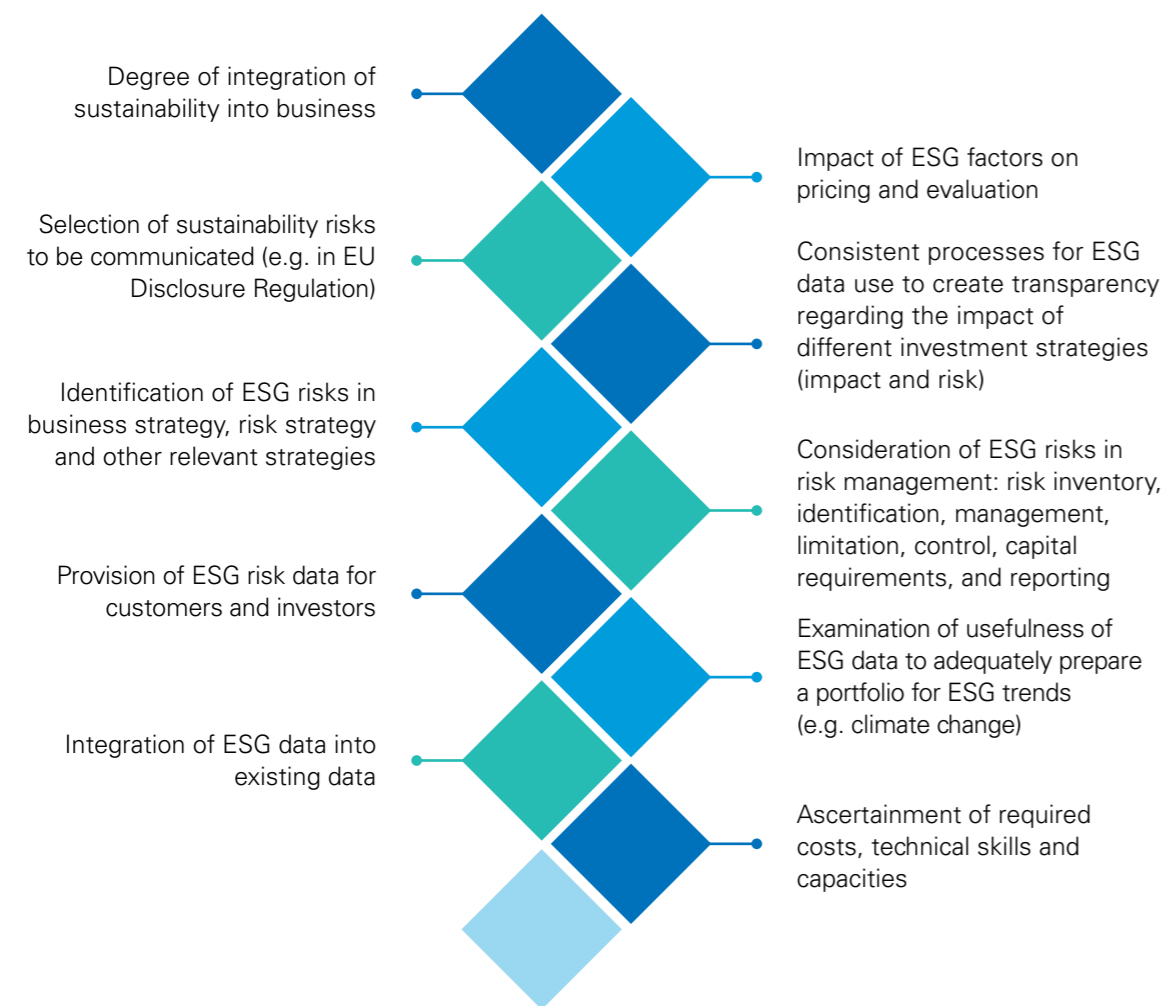 Degree of integration of
sustainability into business
Impact of ESG factors on
pricing and evaluation
Selection of sustainability risks
to be communicated (e.g. in EU
Disclosure Regulation)
Consistent processes for ESG
data use to create transparency
regarding the impact of
different investment strategies
(impact and risk)
Identification of ESG risks in
business strategy, risk strategy
and other relevant strategies
Consideration of ESG risks in
risk management: risk inventory,
identification, management,
limitation, control, capital
requirements, and reporting
Provision of ESG risk data for
customers and investors
Examination of usefulness of
ESG data to adequately prepare
a portfolio for ESG trends
(e.g. climate change)
Integration of ESG data into
existing data
Ascertainment of required
costs, technical skills and
capacities